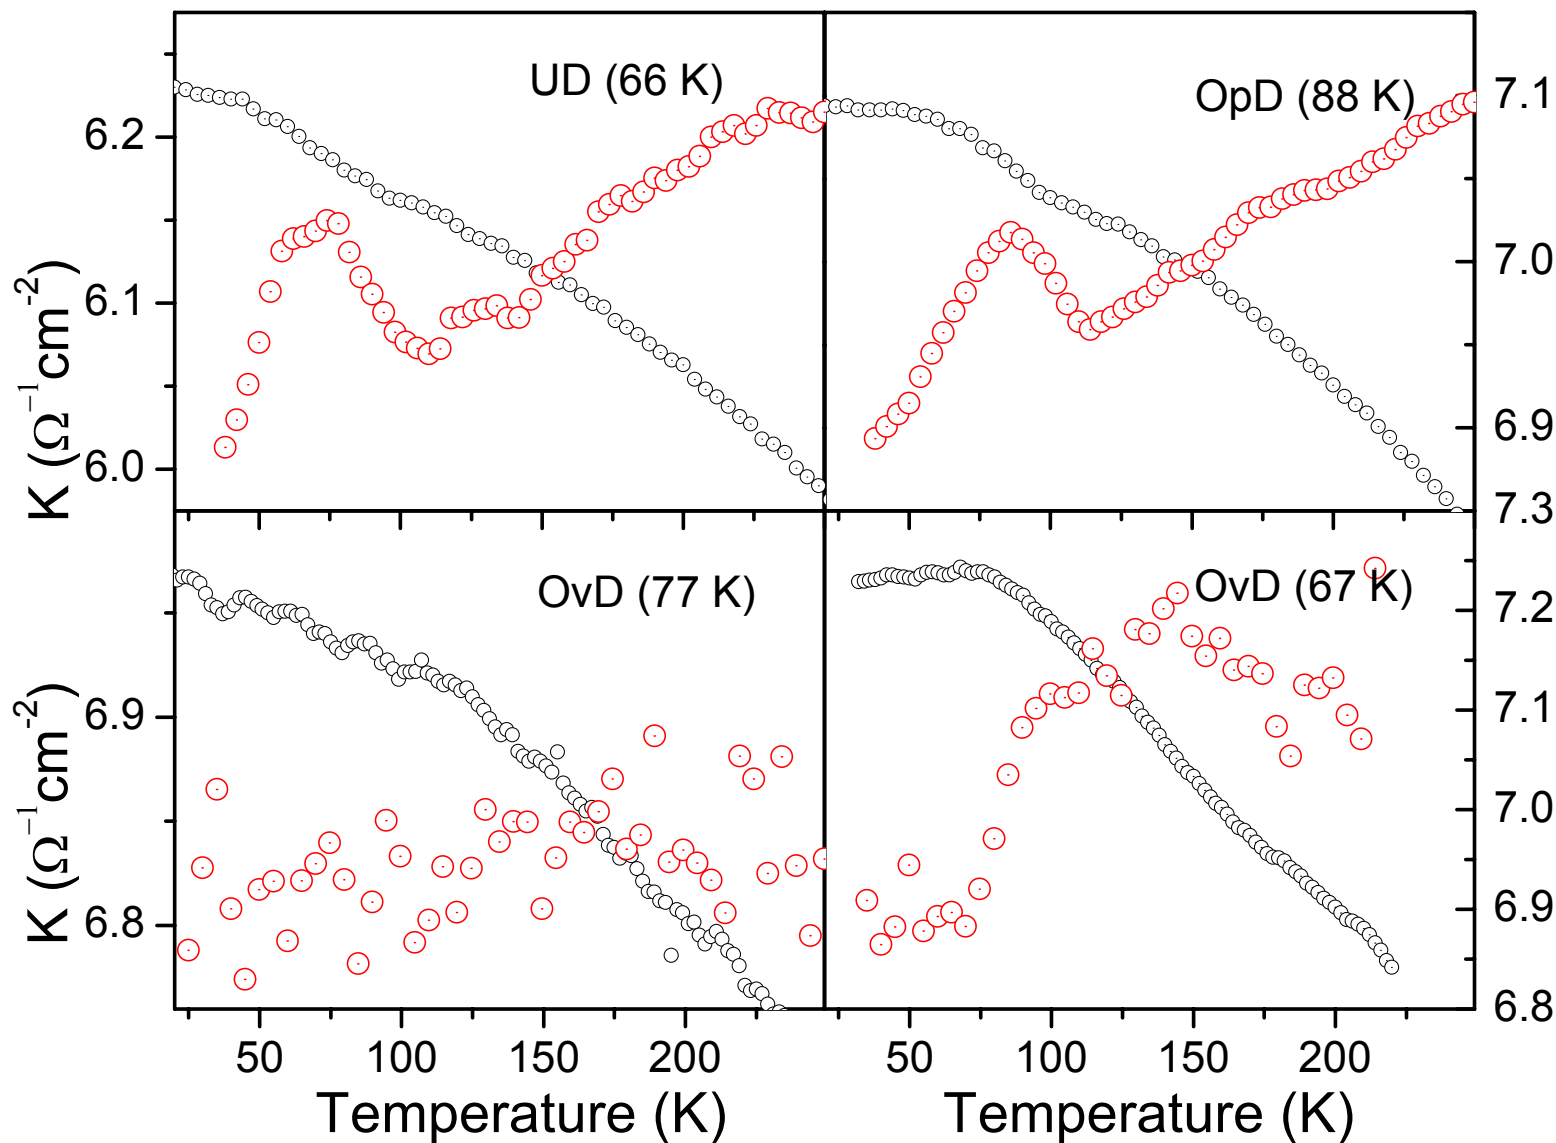 UD (66 K)
OpD (88 K)
6.2
6.1
6.0
K (Ω⁻¹cm⁻²)
7.1
7.0
6.9
7.3
OvD (77 K)
OvD (67 K)
6.9
6.8
K (Ω⁻¹cm⁻²)
7.2
7.1
7.0
6.9
6.8
50 100 150 200
50 100 150 200
Temperature (K)
Temperature (K)